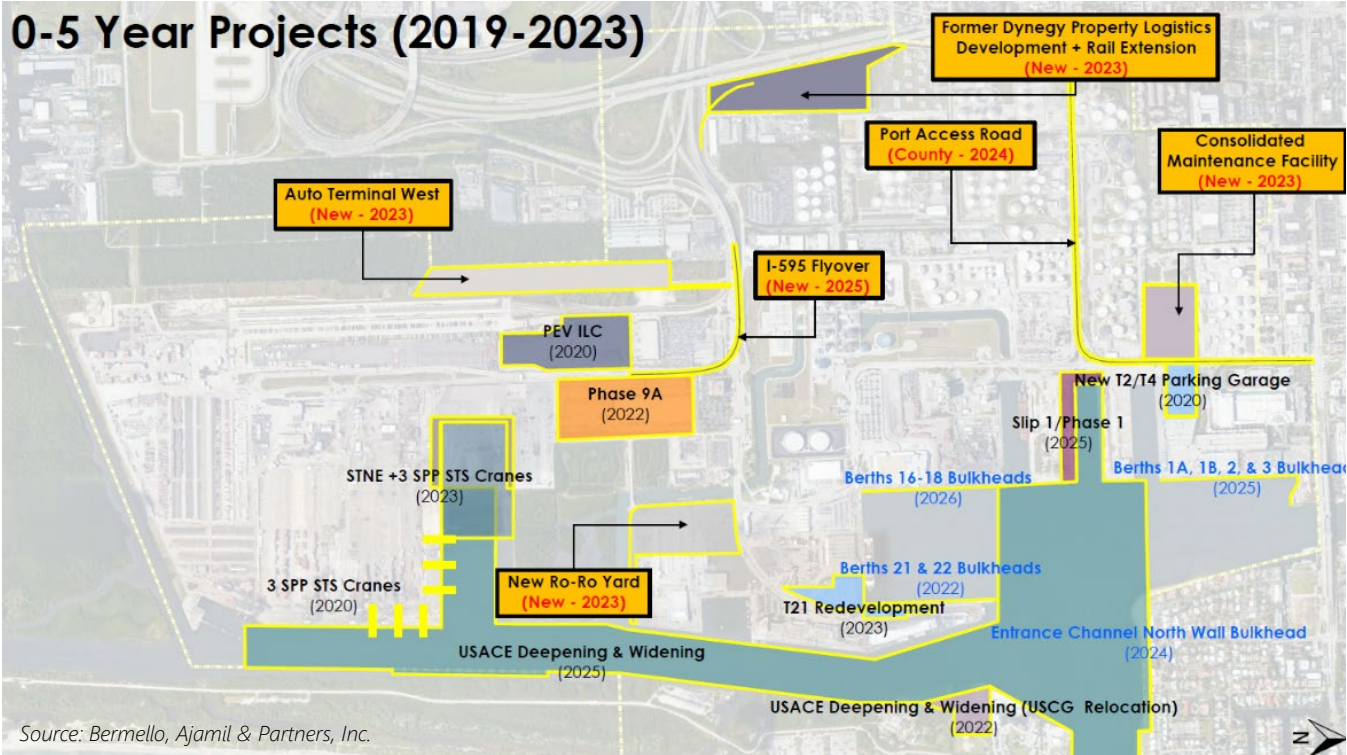 0-5 Year Projects (2019-2023)
Former Dynegy Property Logistics
Development + Rail Extension
(New - 2023)
Port Access Road
(County - 2024)
Consolidated
Maintenance Facility
(New - 2023)
Auto Terminal West
(New - 2023)
I-595 Flyover
(New - 2025)
PEV ILC
(2020)
Phase 9A
(2022)
New T2/T4 Parking Garage
(2020)
Slip 1/Phase 1
(2025)
STNE +3 SPP STS Cranes
(2023)
Berths 16-18 Bulkheads
(2026)
Berths 1A, 1B, 2, & 3 Bulkhead
(2025)
3 SPP STS Cranes
(2020)
New Ro-Ro Yard
(New - 2023)
Berths 21 & 22 Bulkheads
(2022)
T21 Redevelopment
(2023)
Entrance Channel North Wall Bulkhead
(2024)
USACE Deepening & Widening
(2025)
USACE Deepening & Widening (USCG Relocation)
(2022)
Source: Bermello, Ajamil & Partners, Inc.
N